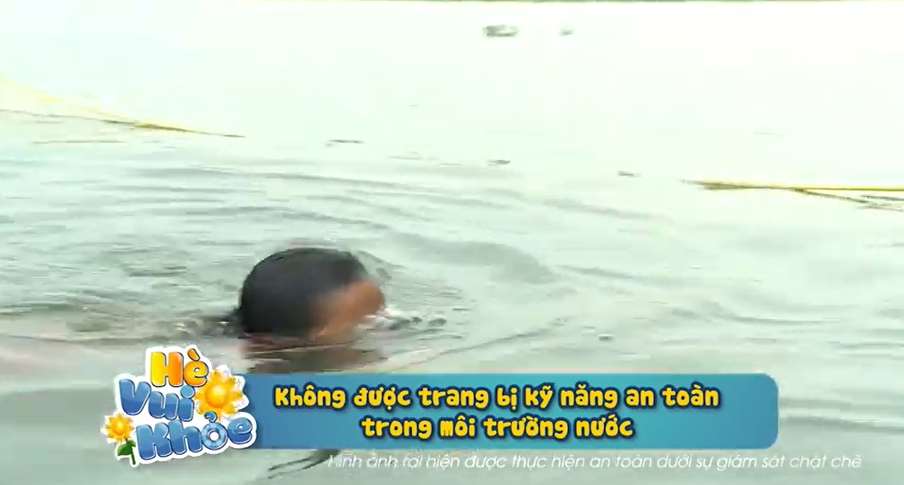 Hè
Vui
Khỏe
Không được trang bị kỹ năng an toàn
trong môi trường nước
Hình ảnh tái hiện được thực hiện an toàn dưới sự giám sát chặt chẽ